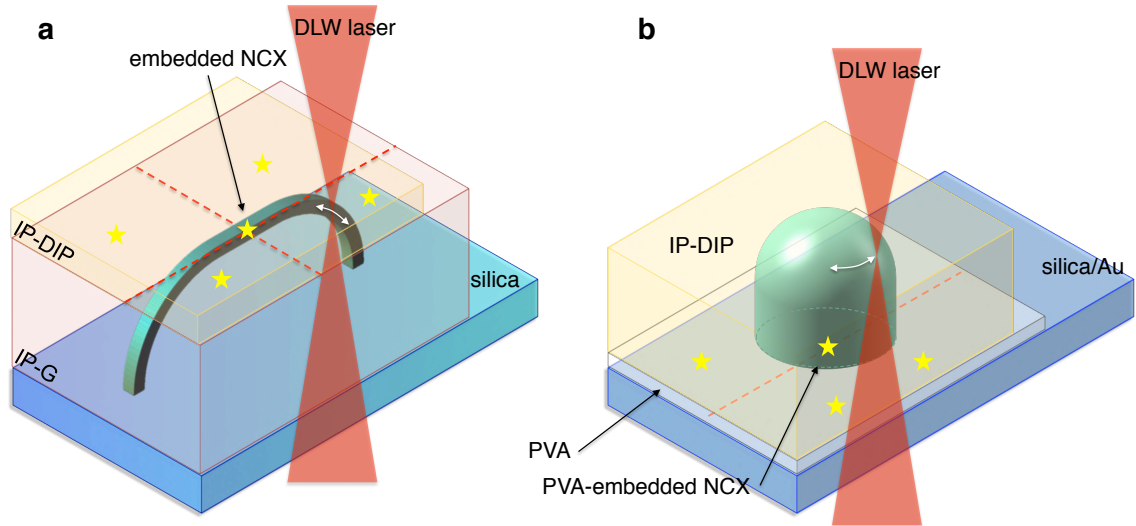 a
DLW laser
embedded NCX
IP-DIP
silica
IP-G
b
DLW laser
IP-DIP
silica/Au
PVA
PVA-embedded NCX